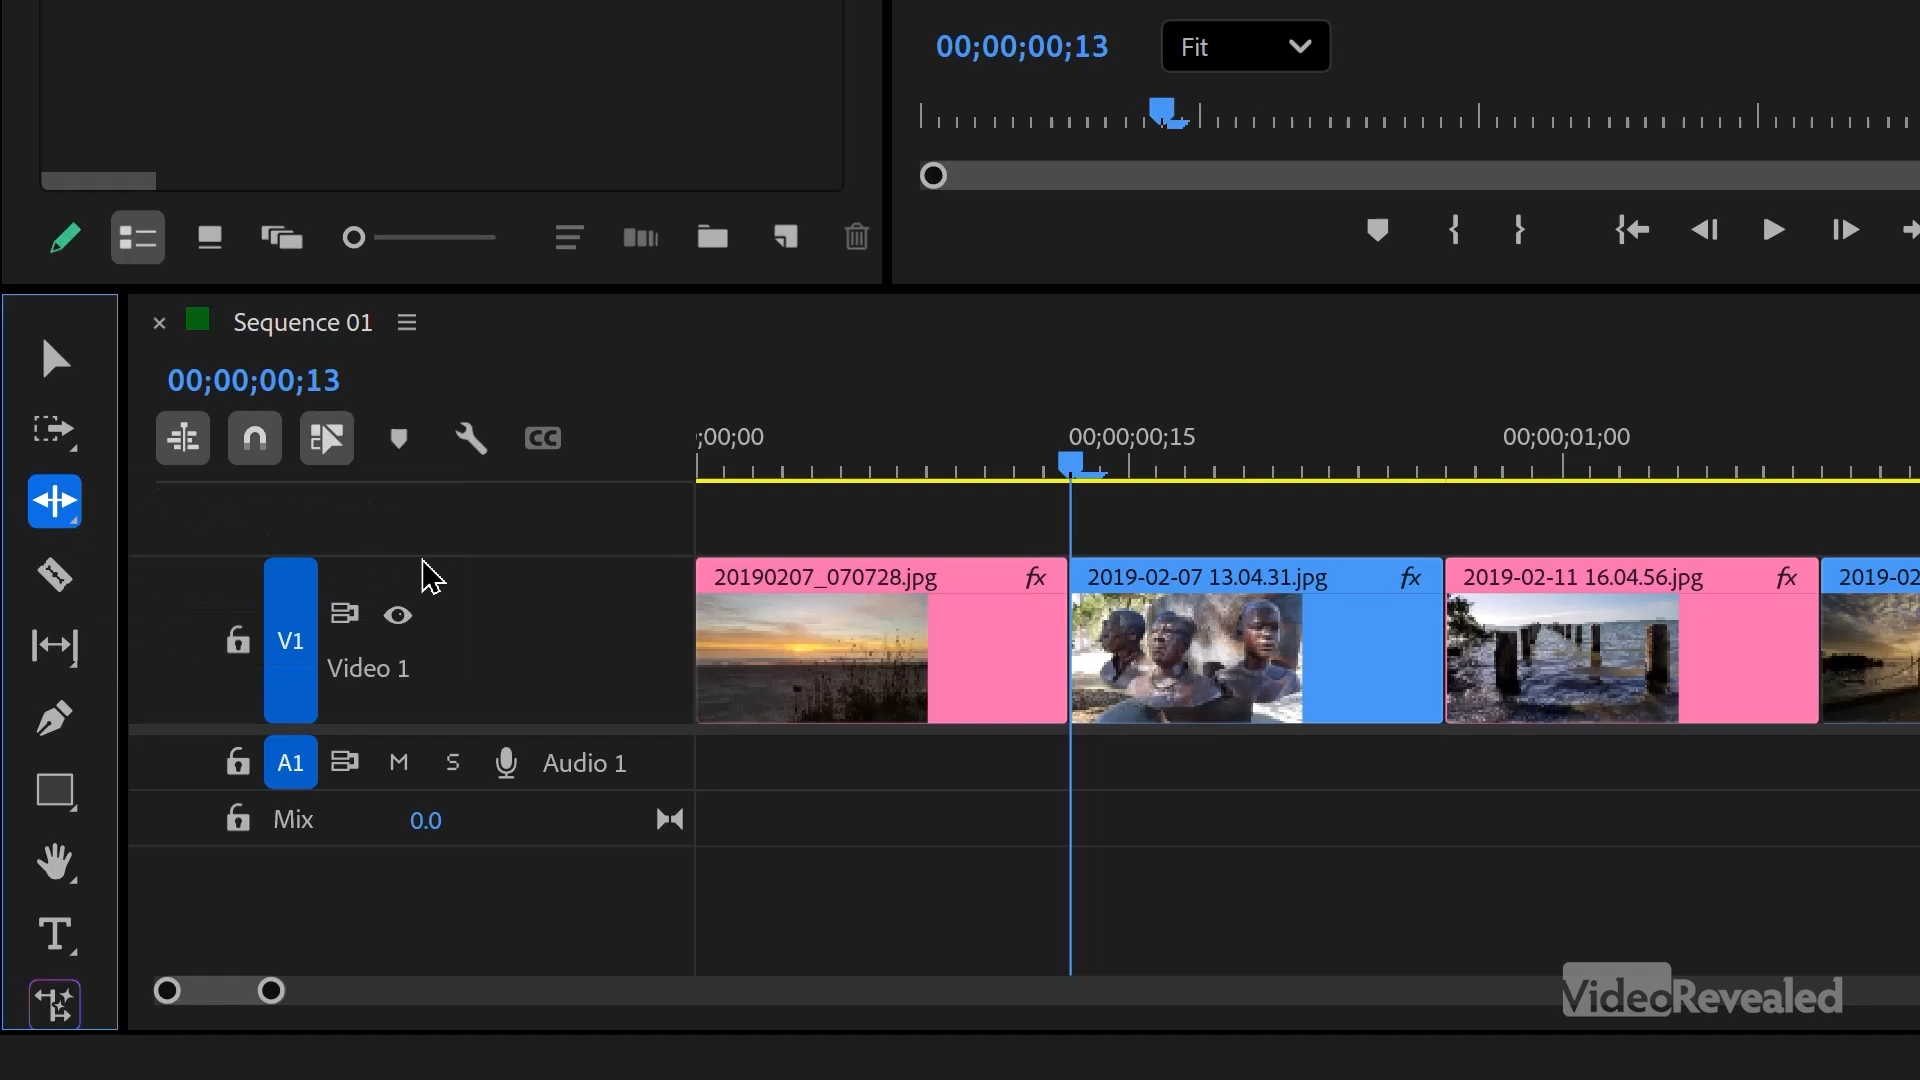 00;00;00;13
Fit
Sequence 01
00;00;00;13
CC
;00;00
00;00;00;15
00;00;01;00
V1
Video 1
20190207_070728.jpg fx
2019-02-07 13.04.31.jpg fx
2019-02-11 16.04.56.jpg fx
2019-02
A1
M
S
Audio 1
Mix
0.0
T
VideoRevealed